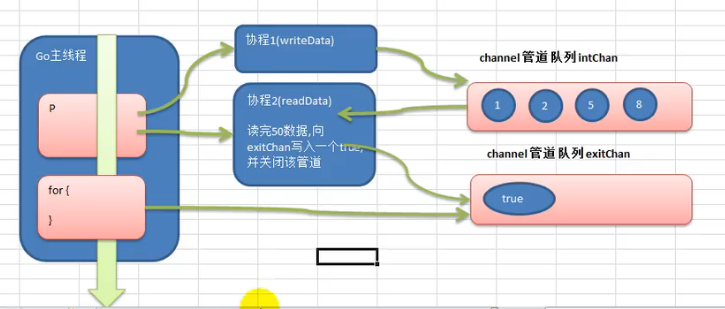 Go主线程
P
for {
}
协程1(writeData)
协程2(readData)
读完50数据,向
exitChan写入一个true,
并关闭该管道
channel 管道队列 intChan
1
2
5
8
channel 管道队列 exitChan
true